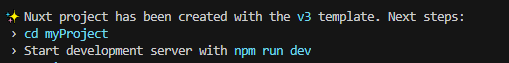 ✨ Nuxt project has been created with the v3 template. Next steps:
› cd myProject
› Start development server with npm run dev